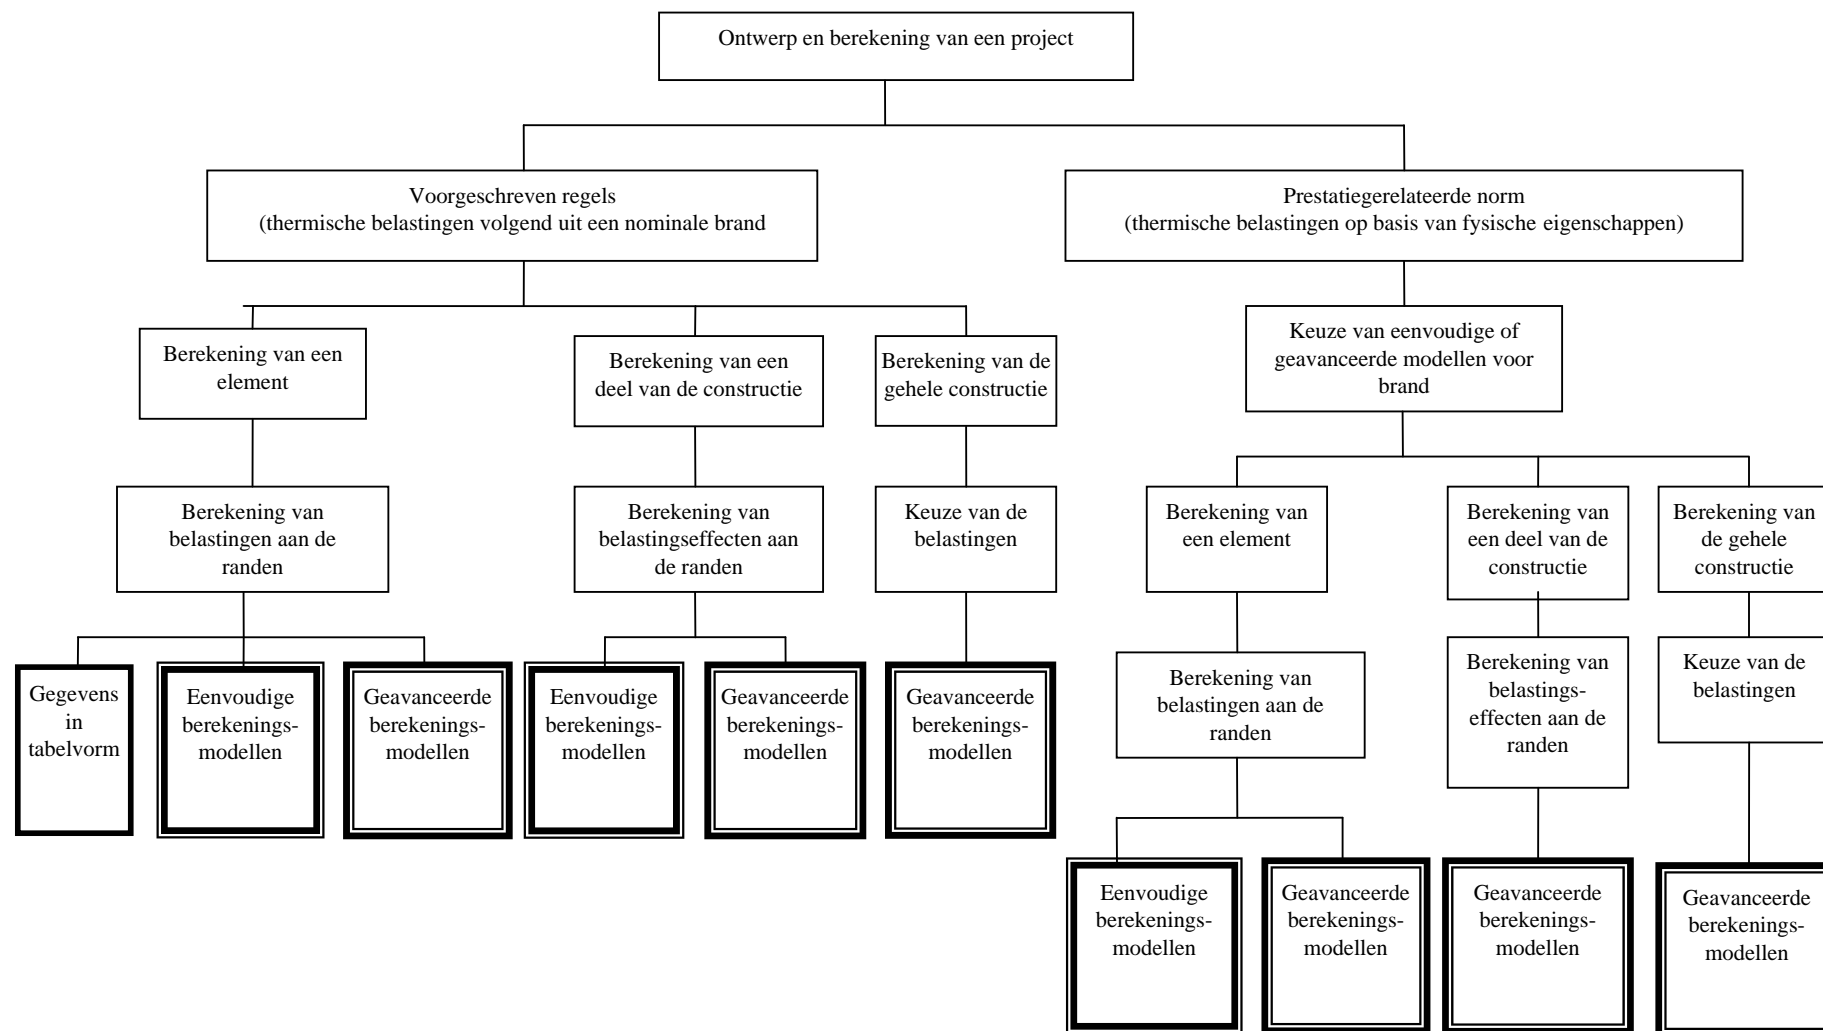 Ontwerp en berekening van een project
Voorgeschreven regels
(thermische belastingen volgend uit een nominale brand
Prestatiegerelateerde norm
(thermische belastingen op basis van fysische eigenschappen)
Berekening van een
element
Berekening van een
deel van de constructie
Berekening van de
gehele constructie
Keuze van eenvoudige of
geavanceerde modellen voor
brand
Berekening van
belastingen aan de
randen
Berekening van
belastingseffecten aan
de randen
Keuze van de
belastingen
Berekening van
een element
Berekening van
een deel van de
constructie
Berekening van
de gehele
constructie
Gegevens
in
tabelvorm
Eenvoudige
berekenings-
modellen
Geavanceerde
berekenings-
modellen
Eenvoudige
berekenings-
modellen
Geavanceerde
berekenings-
modellen
Geavanceerde
berekenings-
modellen
Berekening van
belastingen aan de
randen
Berekening van
belastings-
effecten aan de
randen
Keuze van de
belastingen
Eenvoudige
berekenings-
modellen
Geavanceerde
berekenings-
modellen
Geavanceerde
berekenings-
modellen
Geavanceerde
berekenings-
modellen